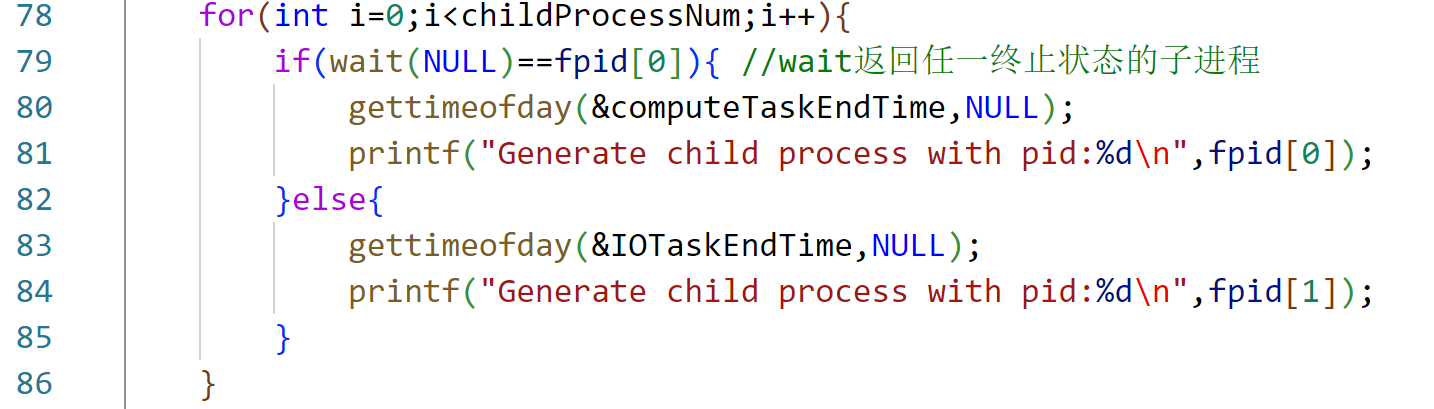 78 for(int i=0;i<childProcessNum;i++){
79 if(wait(NULL)==fpid[0]){ //wait返回任一终止状态的子进程
80 gettimeofday(&computeTaskEndTime,NULL);
81 printf("Generate child process with pid:%d\n",fpid[0]);
82 }else{
83 gettimeofday(&IOTaskEndTime,NULL);
84 printf("Generate child process with pid:%d\n",fpid[1]);
85 }
86 }